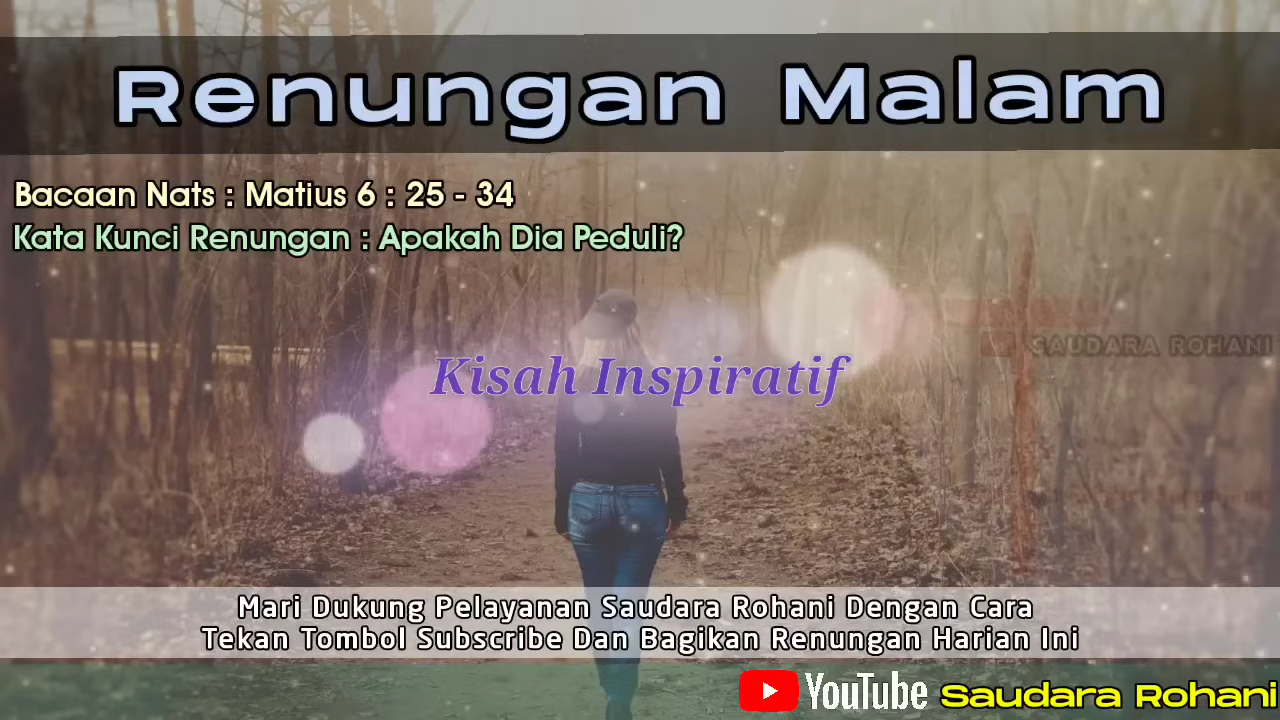 Renungan Malam
Bacaan Nats : Matius 6 : 25 - 34
Kata Kunci Renungan : Apakah Dia Peduli?
SAUDARA ROHANI
Kisah Inspiratif
Mari Dukung Pelayanan Saudara Rohani Dengan Cara
Tekan Tombol Subscribe Dan Bagikan Renungan Harian Ini
YouTube Saudara Rohani